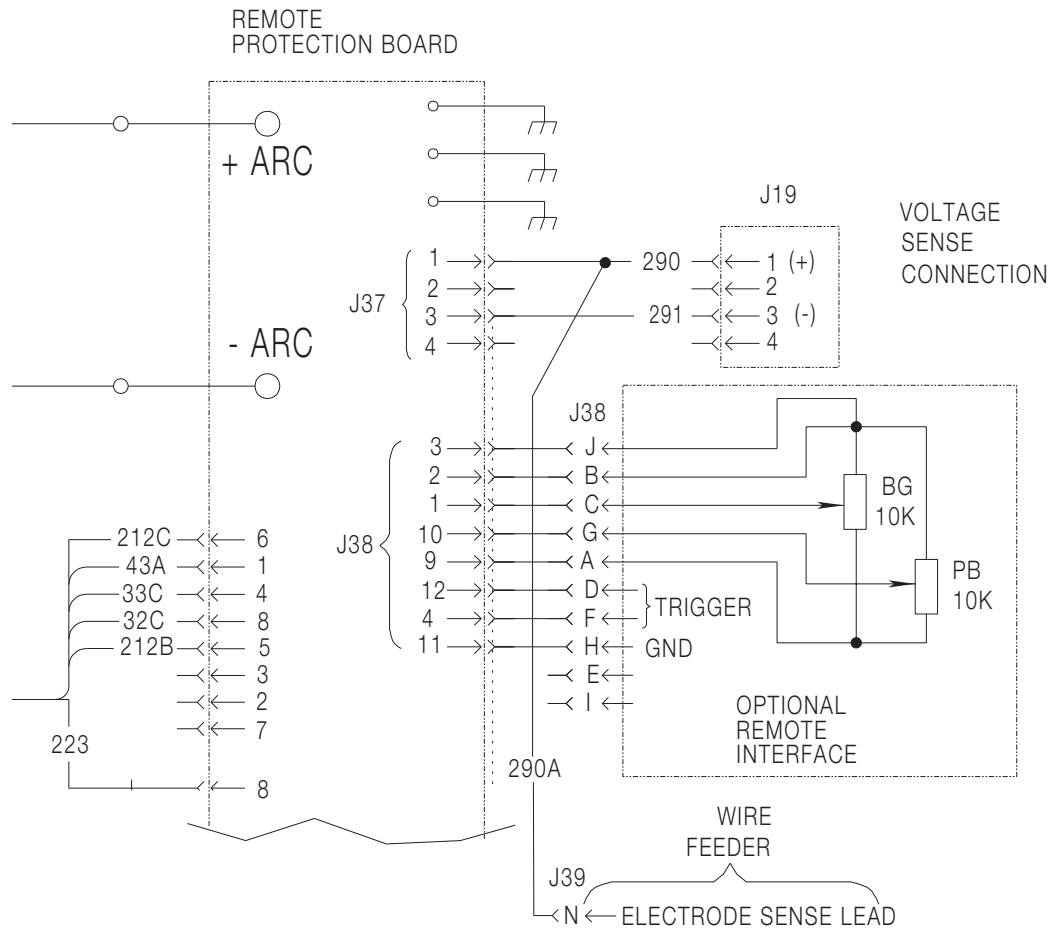 REMOTE
PROTECTION BOARD
+ ARC
J19
VOLTAGE
SENSE
CONNECTION
J37
1
2
3
4
290
291
1 (+)
2
3 (-)
4
- ARC
J38
3
2
1
10
9
12
4
11
J38
J
B
C
G
A
D
F
H
E
I
TRIGGER
GND
BG
10K
PB
10K
OPTIONAL
REMOTE
INTERFACE
212C
43A
33C
32C
212B
6
1
4
8
5
3
2
7
223
8
290A
WIRE
FEEDER
J39
N
ELECTRODE SENSE LEAD